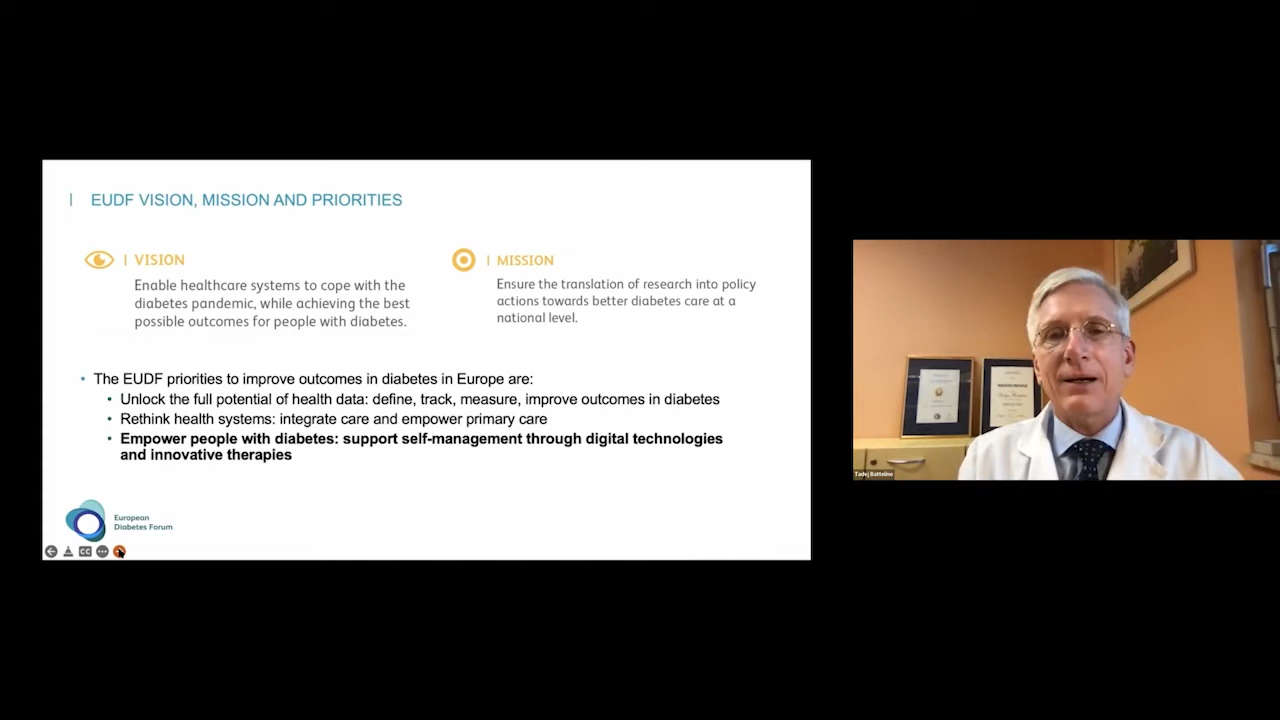 EUDF VISION, MISSION AND PRIORITIES
VISION
Enable healthcare systems to cope with the
diabetes pandemic, while achieving the best
possible outcomes for people with diabetes.
MISSION
Ensure the translation of research into policy
actions towards better diabetes care at a
national level.
• The EUDF priorities to improve outcomes in diabetes in Europe are:
• Unlock the full potential of health data: define, track, measure, improve outcomes in diabetes
• Rethink health systems: integrate care and empower primary care
• Empower people with diabetes: support self-management through digital technologies
and innovative therapies
European
Diabetes Forum
CC
Tadej Battelino